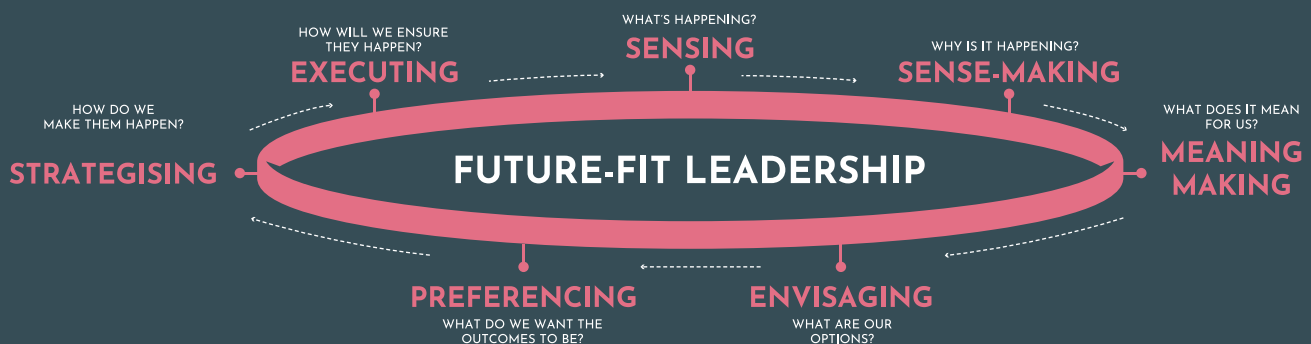 WHAT'S HAPPENING?
SENSING
WHY IS IT HAPPENING?
SENSE-MAKING
WHAT DOES IT MEAN
FOR US?
MEANING
MAKING
ENVISAGING
WHAT ARE OUR
OPTIONS?
PREFERENCING
WHAT DO WE WANT THE
OUTCOMES TO BE?
HOW DO WE
MAKE THEM HAPPEN?
STRATEGISING
HOW WILL WE ENSURE
THEY HAPPEN?
EXECUTING
FUTURE-FIT LEADERSHIP